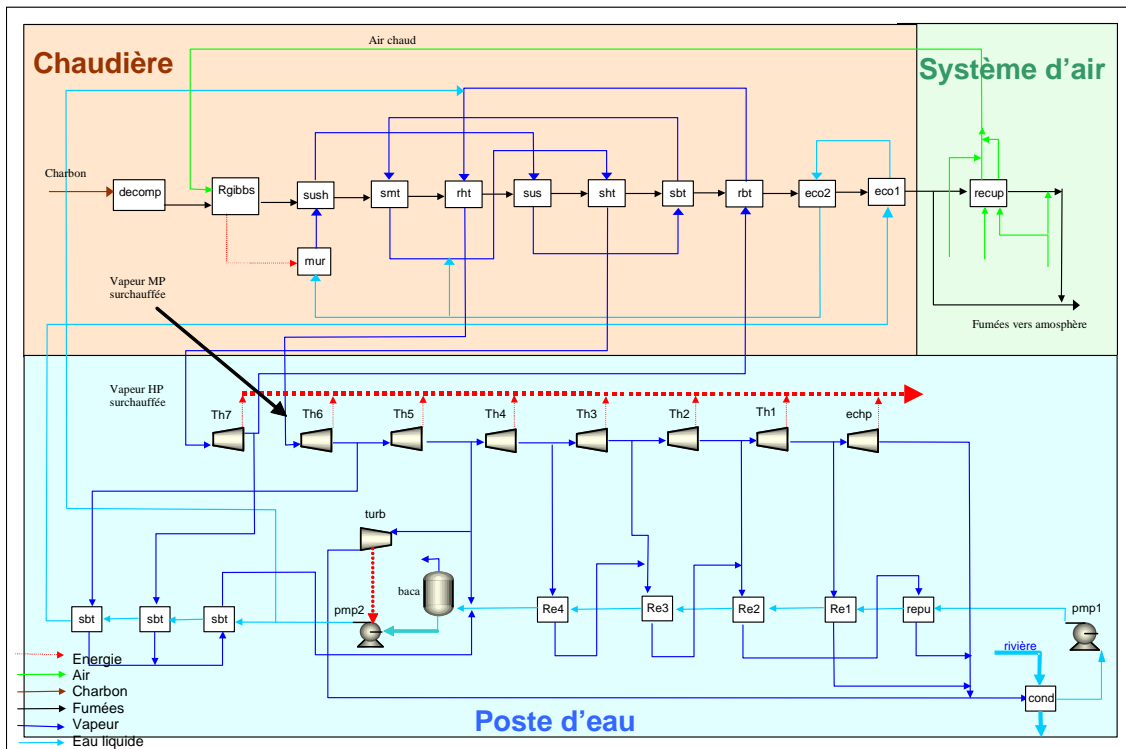 Air chaud
Chaudière
Système d'air
Charbon
decomp
Rgibbs
sush
smt
rht
sus
sht
sbt
rbt
eco2
eco1
recup
mur
Vapeur MP
surchauffée
Fumées vers amosphère
Vapeur HP
surchauffée
Th7
Th6
Th5
Th4
Th3
Th2
Th1
echp
turb
baca
pmp2
sbt
sbt
sbt
Re4
Re3
Re2
Re1
repu
pmp1
rivière
cond
Energie
Air
Charbon
Fumées
Vapeur
Eau liquide
Poste d'eau